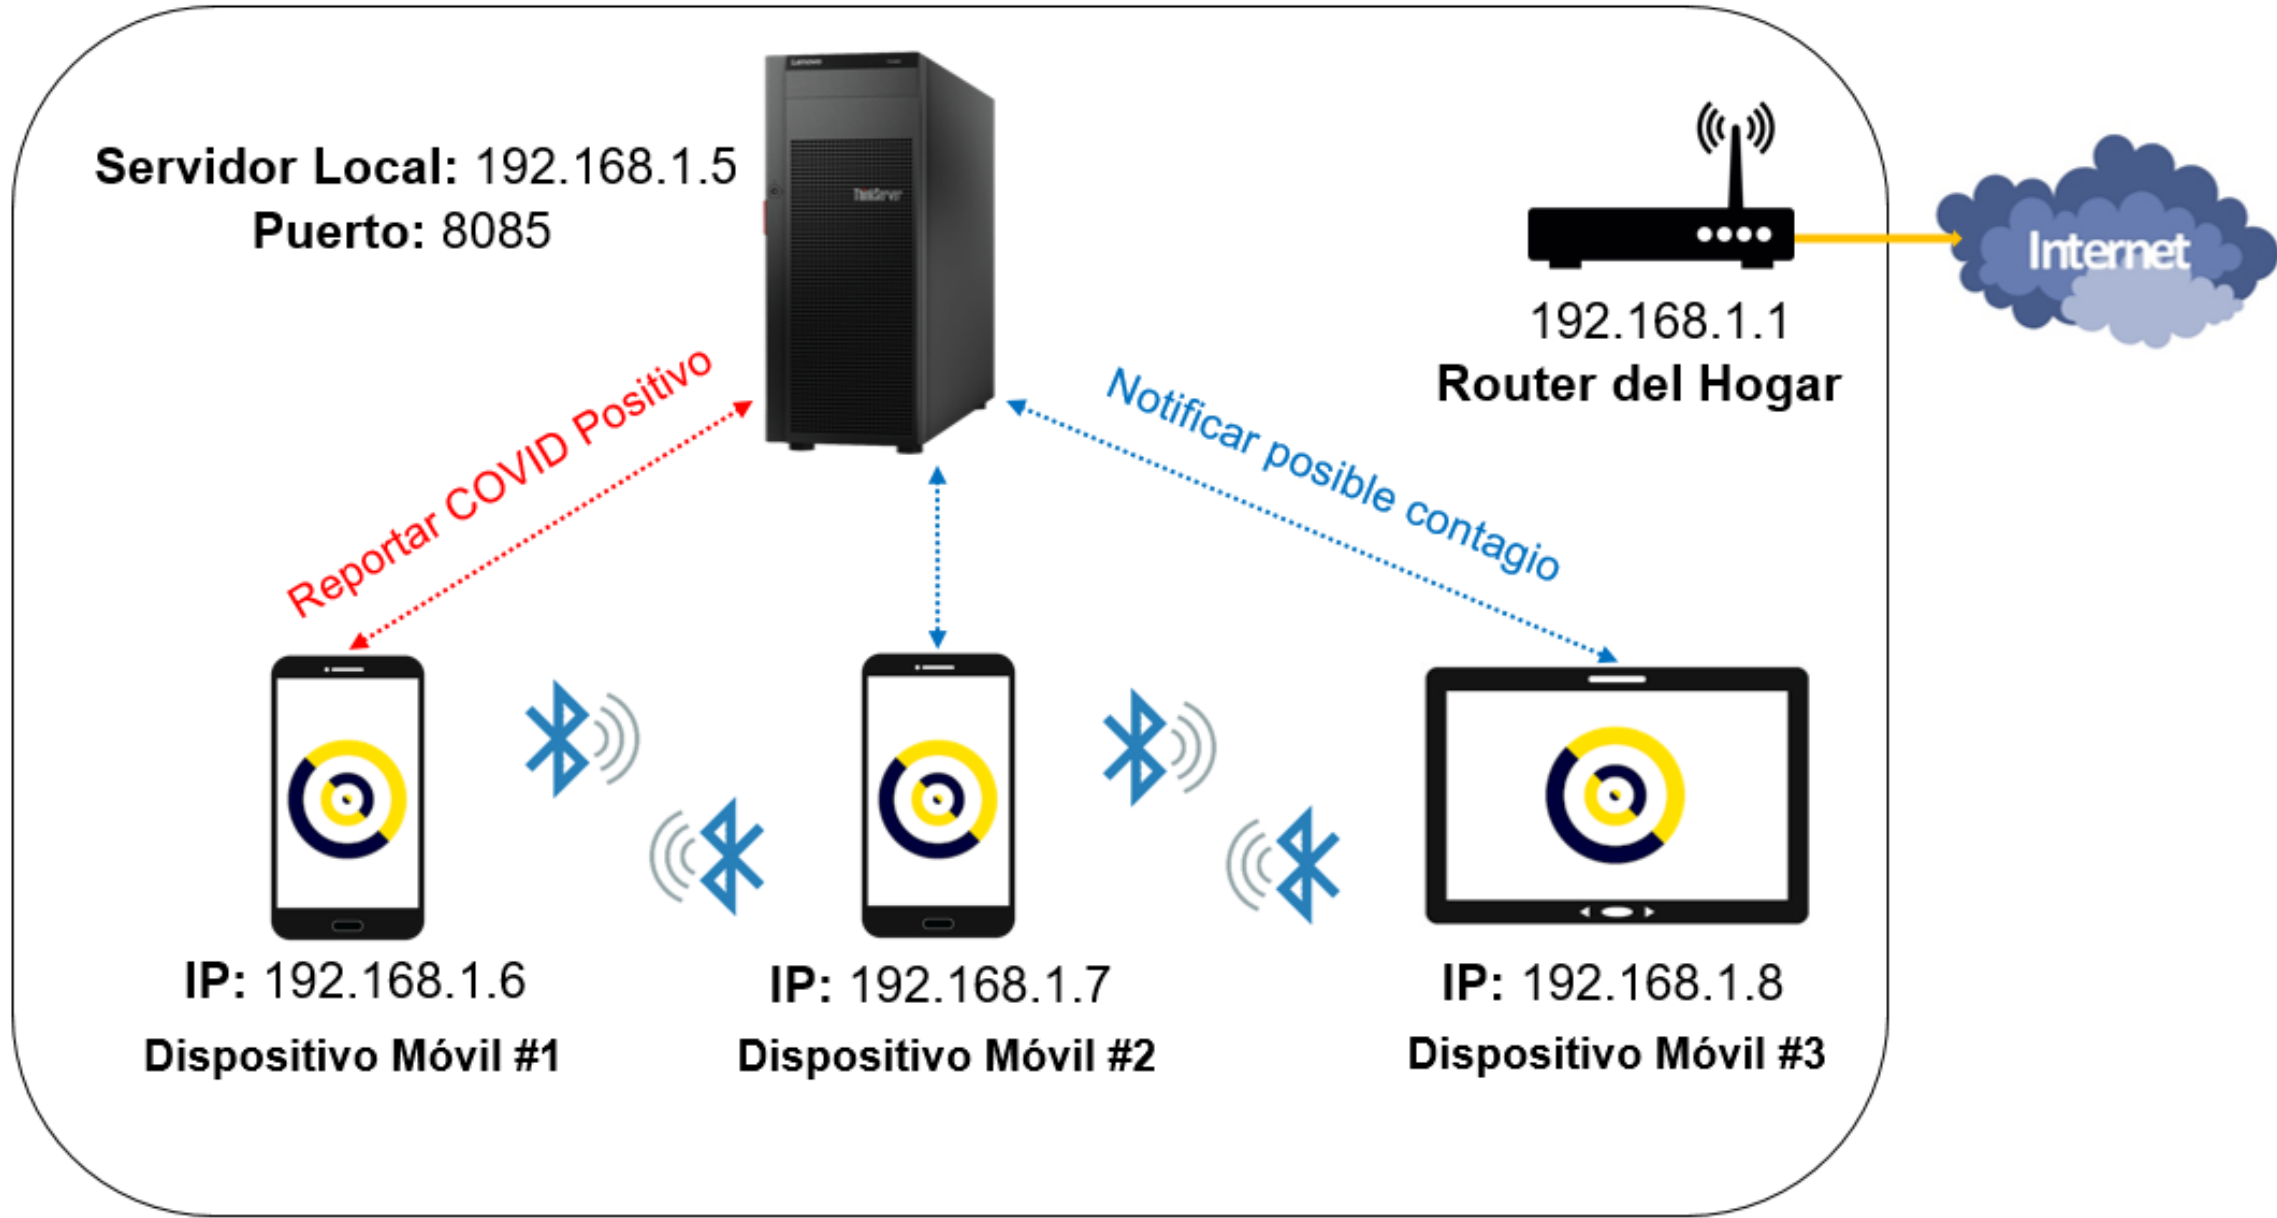 Lenovo
ThinkServer
Servidor Local: 192.168.1.5
Puerto: 8085
Internet
192.168.1.1
Router del Hogar
Reportar COVID Positivo
Notificar posible contagio
IP: 192.168.1.6
Dispositivo Móvil #1
IP: 192.168.1.7
Dispositivo Móvil #2
IP: 192.168.1.8
Dispositivo Móvil #3